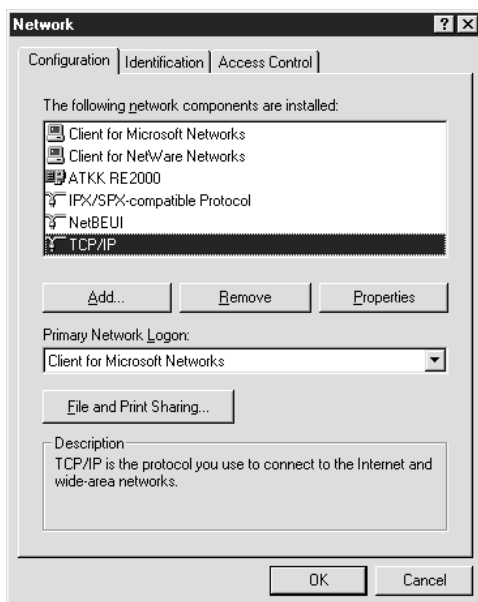 Network
Configuration Identification Access Control
The following network components are installed:
Client for Microsoft Networks
Client for NetWare Networks
ATKK RE2000
IPX/SPX-compatible Protocol
NetBEUI
TCP/IP
Add... Remove Properties
Primary Network Logon:
Client for Microsoft Networks
File and Print Sharing...
Description
TCP/IP is the protocol you use to connect to the Internet and
wide-area networks.
OK Cancel